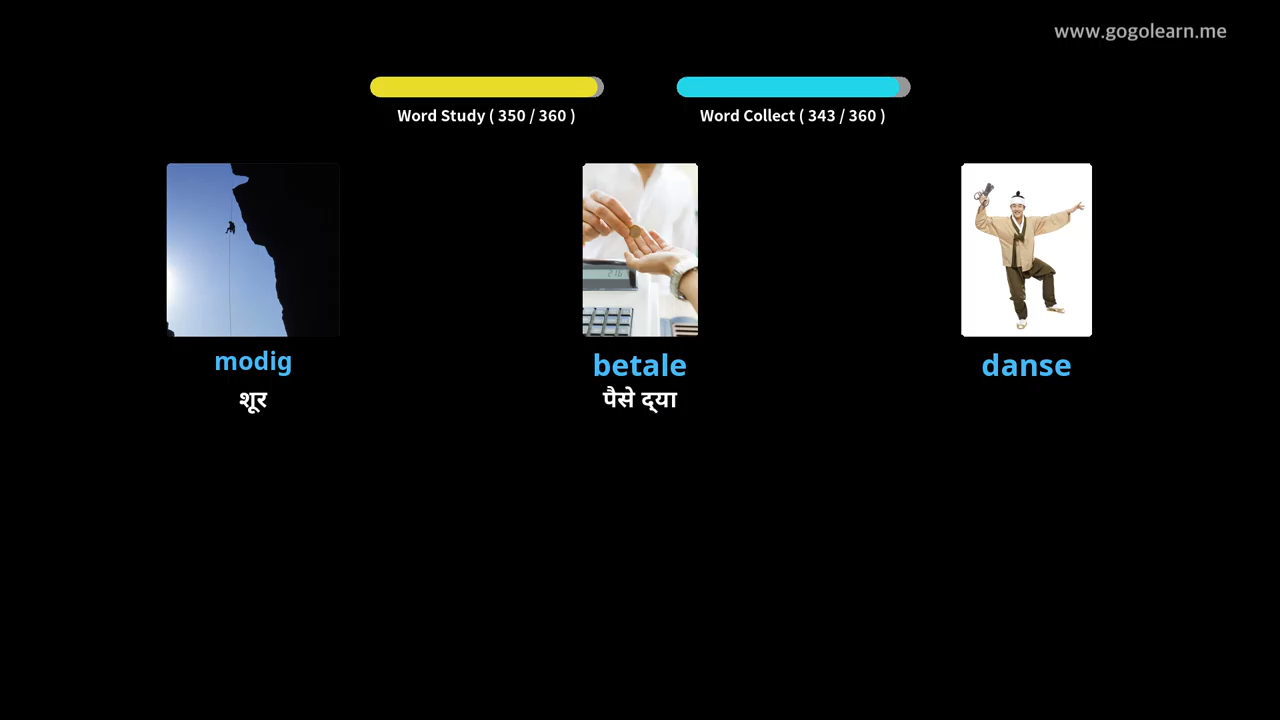 www.gogolearn.me
Word Study ( 350 / 360 )
Word Collect ( 343 / 360 )
modig
betale
danse
शूर
पैसे द्‌या